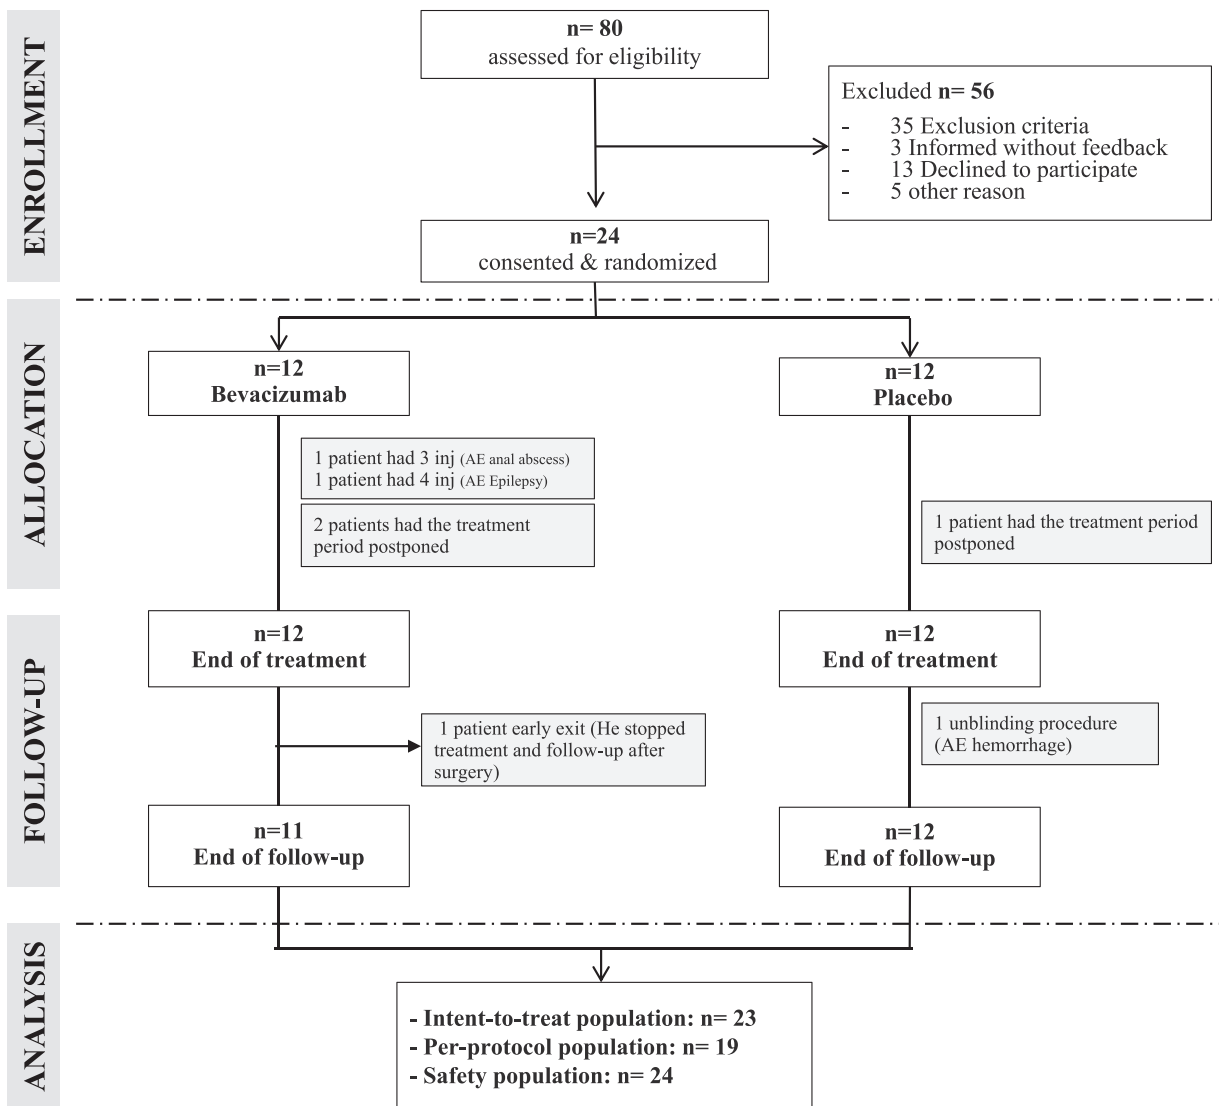 ENROLLMENT
n= 80
assessed for eligibility
Excluded n= 56
- 35 Exclusion criteria
- 3 Informed without feedback
- 13 Declined to participate
- 5 other reason
n=24
consented & randomized
ALLOCATION
n=12
Bevacizumab
n=12
Placebo
1 patient had 3 inj (AE anal abscess)
1 patient had 4 inj (AE Epilepsy)
2 patients had the treatment
period postponed
1 patient had the treatment period
postponed
FOLLOW-UP
n=12
End of treatment
n=12
End of treatment
1 patient early exit (He stopped
treatment and follow-up after
surgery)
1 unblinding procedure
(AE hemorrhage)
n=11
End of follow-up
n=12
End of follow-up
ANALYSIS
- Intent-to-treat population: n= 23
- Per-protocol population: n= 19
- Safety population: n= 24